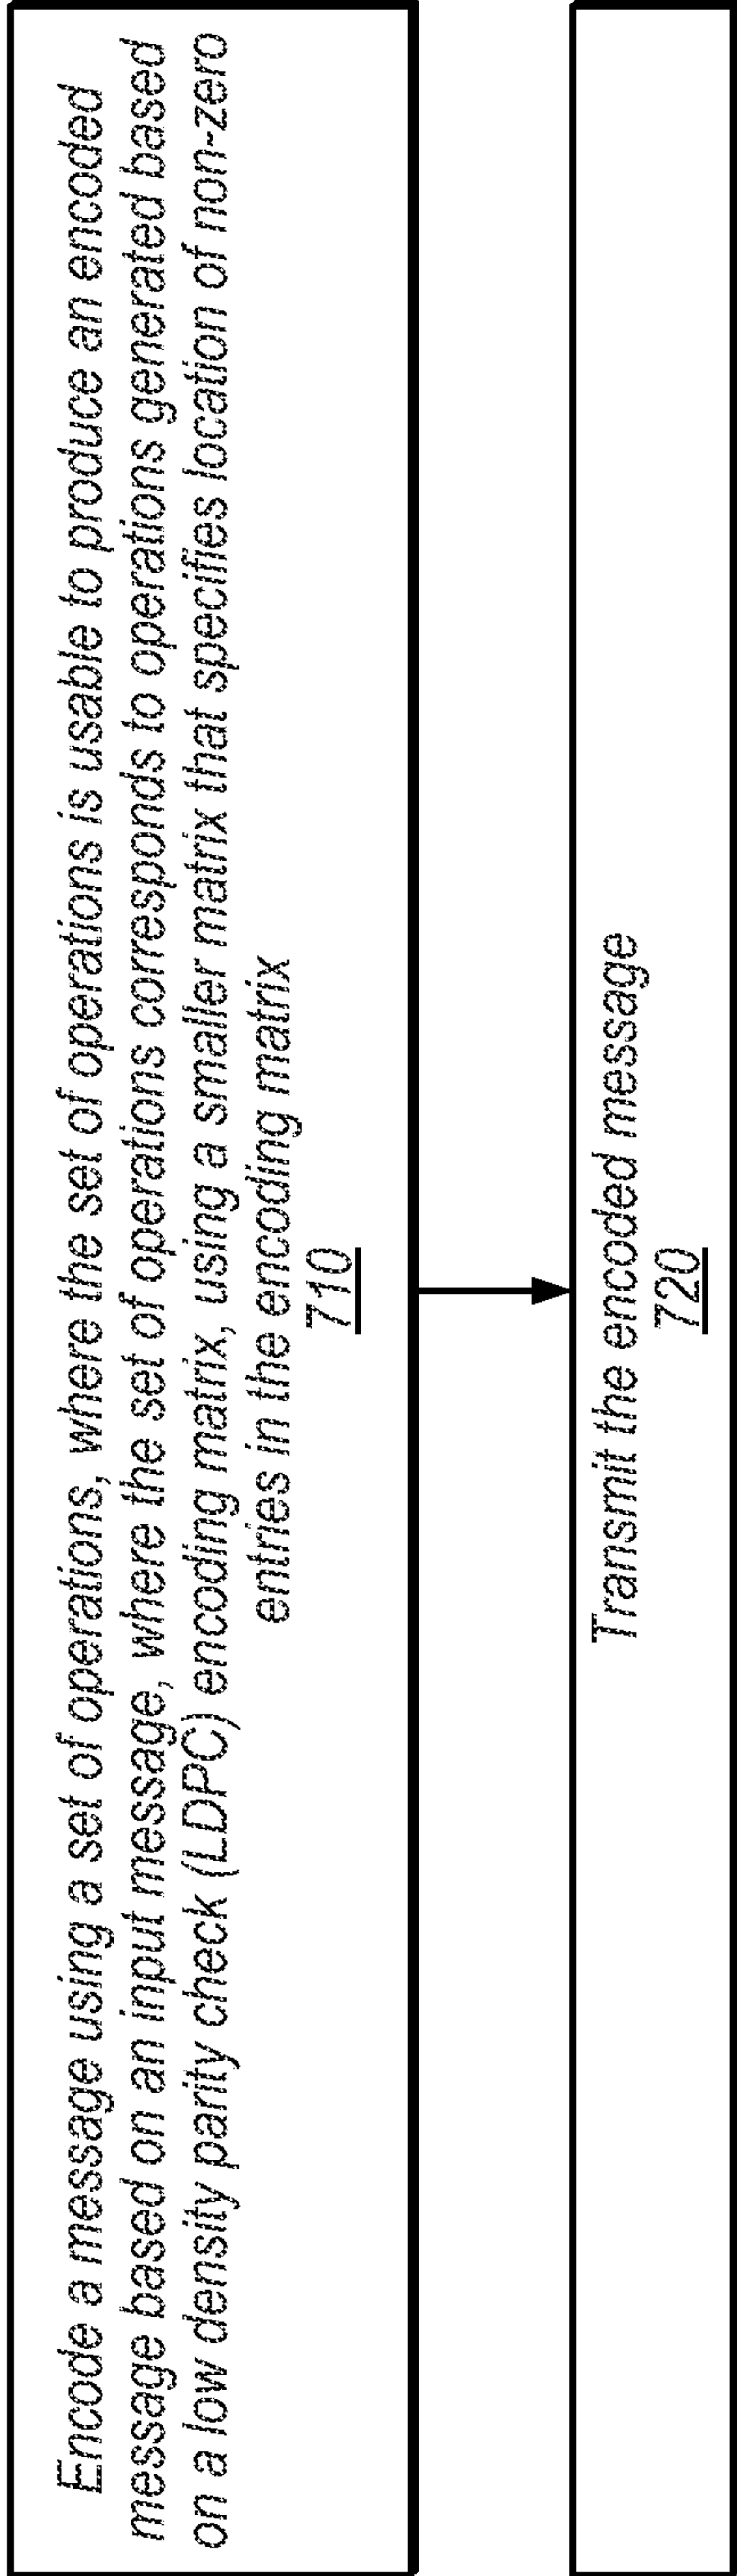 Encode a message using a set of operations, where the set of operations is usable to produce an encoded
message based on an input message, where the set of operations corresponds to operations generated based
on a low density parity check (LDPC) encoding matrix, using a smaller matrix that specifies location of non-zero
entries in the encoding matrix
710
Transmit the encoded message
720